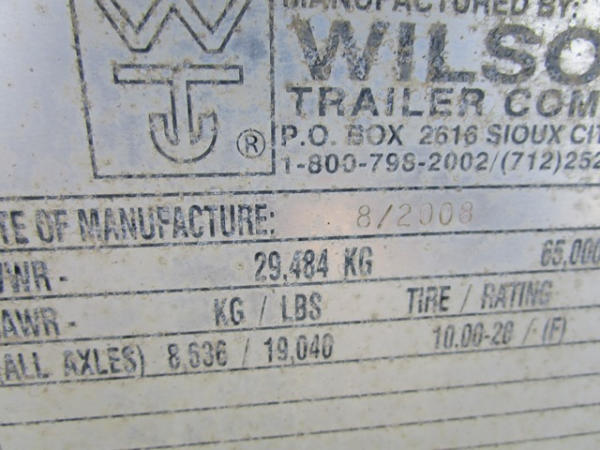 WTJ
®
MANUFACTURED BY:
WILSO
TRAILER COM
P.O. BOX 2616 SIOUX CIT
1-800-798-2002/(712)252
TE OF MANUFACTURE: 8/2008
VWR - 29,484 KG 65,000
AWR - KG / LBS TIRE / RATING
(ALL AXLES) 8,636 / 19,040 10.00-20 / (F)